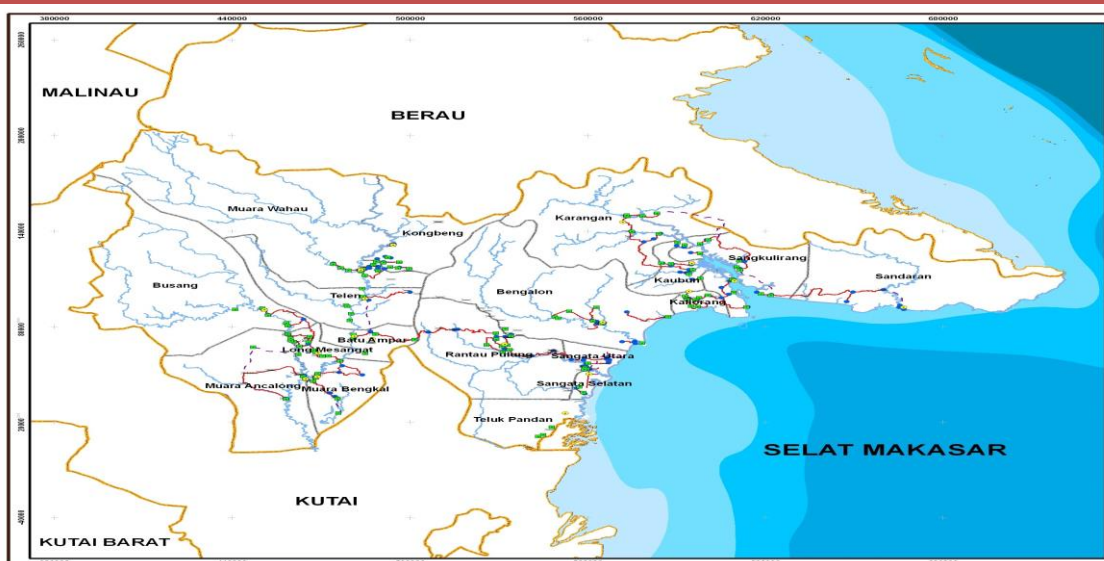 380000 440000 500000 560000 620000 680000
MALINAU
BERAU
Muara Wahau
Karangan
140000
Kongbeng
Sangkulirang
Sandaran
Busang
Kaubun
Telen
Bengalon
Kaliorang
80000
Batu Ampar
Long Mesangat
Rantau Pulung
Sangata Utara
Muara Ancalong
Muara Bengkal
Sangata Selatan
Teluk Pandan
SELAT MAKASAR
KUTAI
KUTAI BARAT